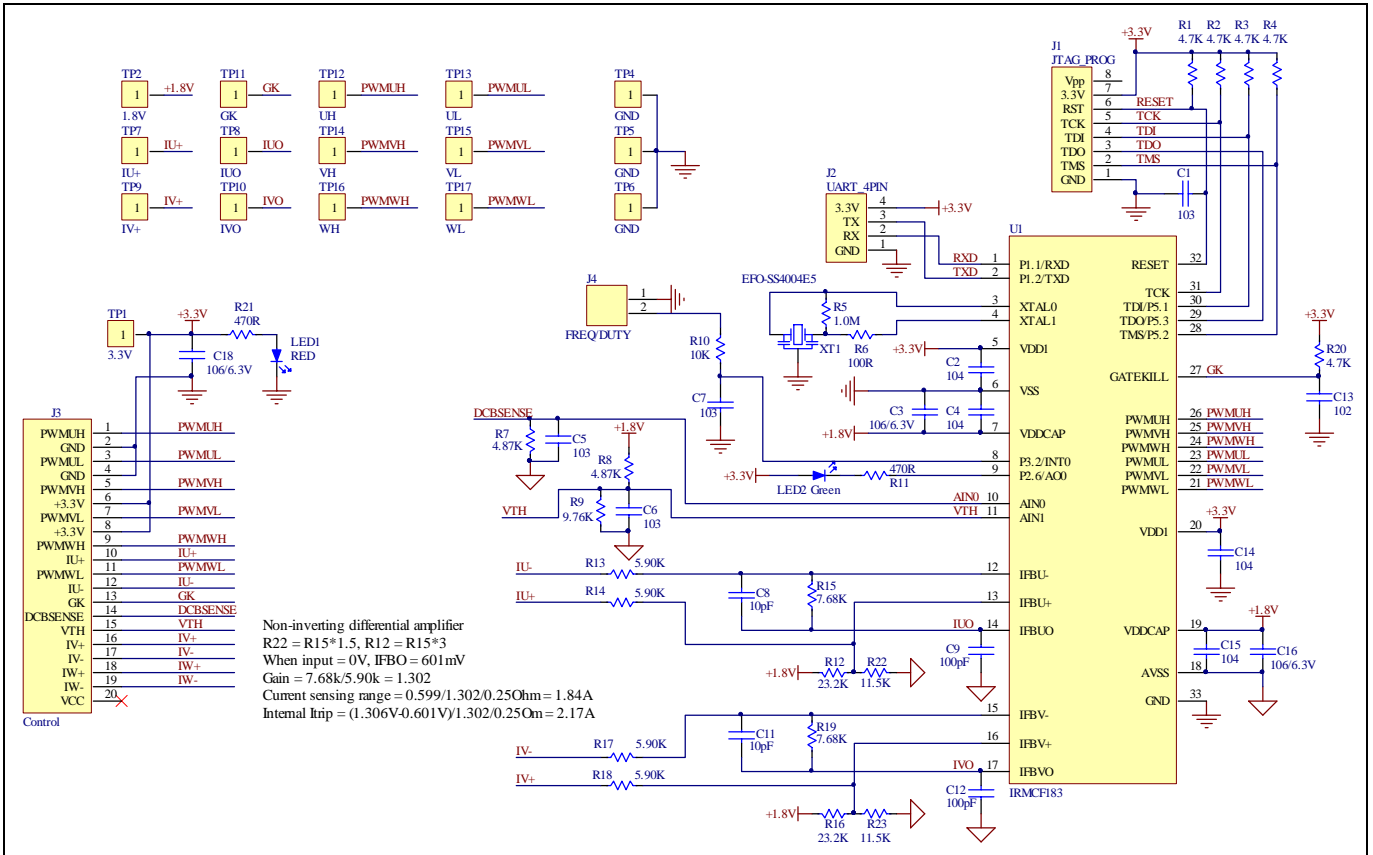 TP2
1
+1.8V
1.8V
TP11
1
GK
GK
TP12
1
PWMUH
UH
TP13
1
PWMUL
UL
TP4
1
GND
TP7
1
IU+
IU+
TP8
1
IUO
IUO
TP14
1
PWMVH
VH
TP15
1
PWMVL
VL
TP5
1
GND
TP9
1
IV+
IV+
TP10
1
IVO
IVO
TP16
1
PWMWH
WH
TP17
1
PWMWL
WL
TP6
1
GND
J1
JTAG_PROG
+3.3V
Vpp 8
3.3V 7
RST 6 RESET
TCK 5 TCK
TDI 4 TDI
TDO 3 TDO
TMS 2 TMS
GND 1
R1 R2 R3 R4
4.7K 4.7K 4.7K 4.7K
C1
103
J2
UART_4PIN
3.3V 4 +3.3V
TX 3
RX 2
GND 1
J4
1
2
FREQ/DUTY
R10
10K
C7
103
EFO-SS4004E5
R5
1.0M
XT1
R6
100R
TP1
1
3.3V
+3.3V
R21
470R
LED1
RED
C18
106/6.3V
J3
PWMUH 1 PWMUH
GND 2
PWMUL 3 PWMUL
GND 4
PWMVH 5 PWMVH
+3.3V 6
PWMVL 7 PWMVL
+3.3V 8
PWMWH 9 PWMWH
IU+ 10 IU+
PWMWL 11 PWMWL
IU- 12 IU-
GK 13 GK
DCBSENSE 14 DCBSENSE
VTH 15 VTH
IV+ 16 IV+
IV- 17 IV-
IW+ 18 IW+
IW- 19 IW-
VCC 20
Control
Non-inverting differential amplifier
R22 = R15*1.5, R12 = R15*3
When input = 0V, IFBO = 601mV
Gain = 7.68k/5.90k = 1.302
Current sensing range = 0.599/1.302/0.25Ohm = 1.84A
Internal Itrip = (1.306V-0.601V)/1.302/0.25Om = 2.17A
DCBSENSE
R7
4.87K
C5
103
+1.8V
R8
4.87K
VTH
R9
9.76K
C6
103
+3.3V
C2
104
C3
106/6.3V
C4
104
+1.8V
+3.3V
LED2 Green
470R
R11
IU-
R13
5.90K
IU+
R14
5.90K
C8
10pF
R15
7.68K
C9
100pF
+1.8V
R12
23.2K
R22
11.5K
IV-
R17
5.90K
IV+
R18
5.90K
C11
10pF
R19
7.68K
C12
100pF
+1.8V
R16
23.2K
R23
11.5K
U1
RXD 1 P1.1/RXD
TXD 2 P1.2/TXD
3 XTAL0
4 XTAL1
5 VDD1
6 VSS
7 VDDCAP
8 P3.2/INT0
9 P2.6/AO0
AIN0 10 AIN0
VTH 11 AIN1
12 IFBU-
13 IFBU+
IUO 14 IFBUO
15 IFBV-
16 IFBV+
IVO 17 IFBVO
RESET 32
TCK 31
TDI/P5.1 30
TDO/P5.3 29
TMS/P5.2 28
GATEKILL 27 GK
PWMUH 26 PWMUH
PWMVH 25 PWMVH
PWMWH 24 PWMWH
PWMUL 23 PWMUL
PWMVL 22 PWMVL
PWMWL 21 PWMWL
VDD1 20
VDDCAP 19
AVSS 18
GND 33
IRMCF183
+3.3V
R20
4.7K
C13
102
+3.3V
C14
104
+1.8V
C15
104
C16
106/6.3V